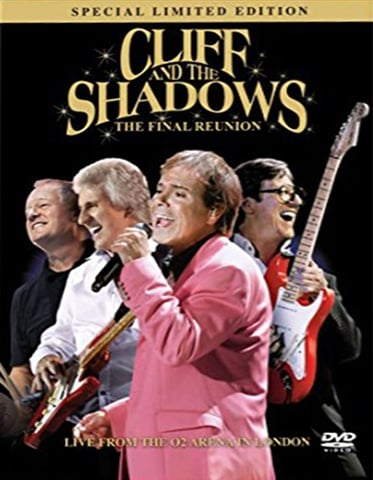 SPECIAL LIMITED EDITION
CLIFF
AND THE
SHADOWS
THE FINAL REUNION
LIVE FROM THE O2 ARENA IN LONDON
DVD
VIDEO